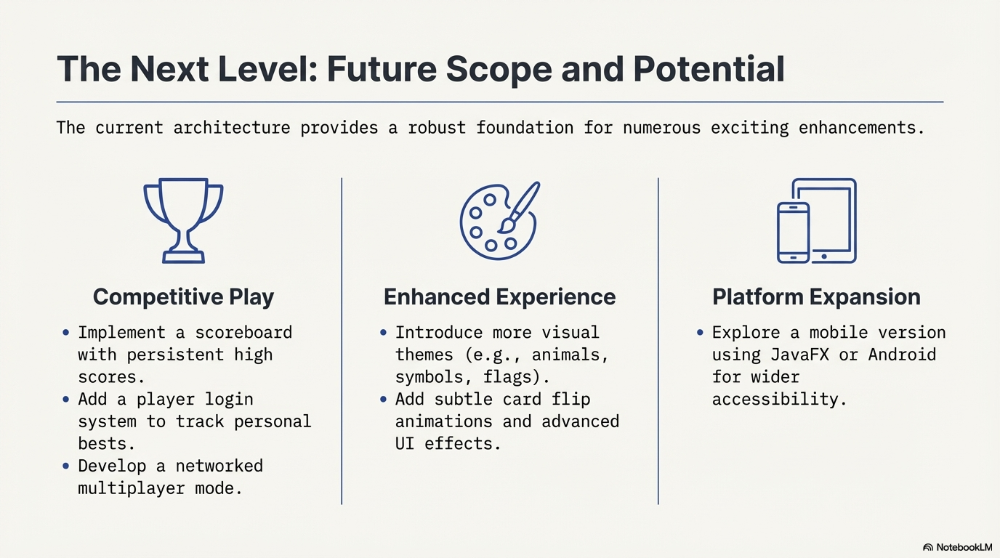 The Next Level: Future Scope and Potential
The current architecture provides a robust foundation for numerous exciting enhancements.
Competitive Play
• Implement a scoreboard
with persistent high
scores.
• Add a player login
system to track personal
bests.
• Develop a networked
multiplayer mode.
Enhanced Experience
• Introduce more visual
themes (e.g., animals,
symbols, flags).
• Add subtle card flip
animations and advanced
UI effects.
Platform Expansion
• Explore a mobile version
using JavaFX or Android
for wider
accessibility.
NotebookLM